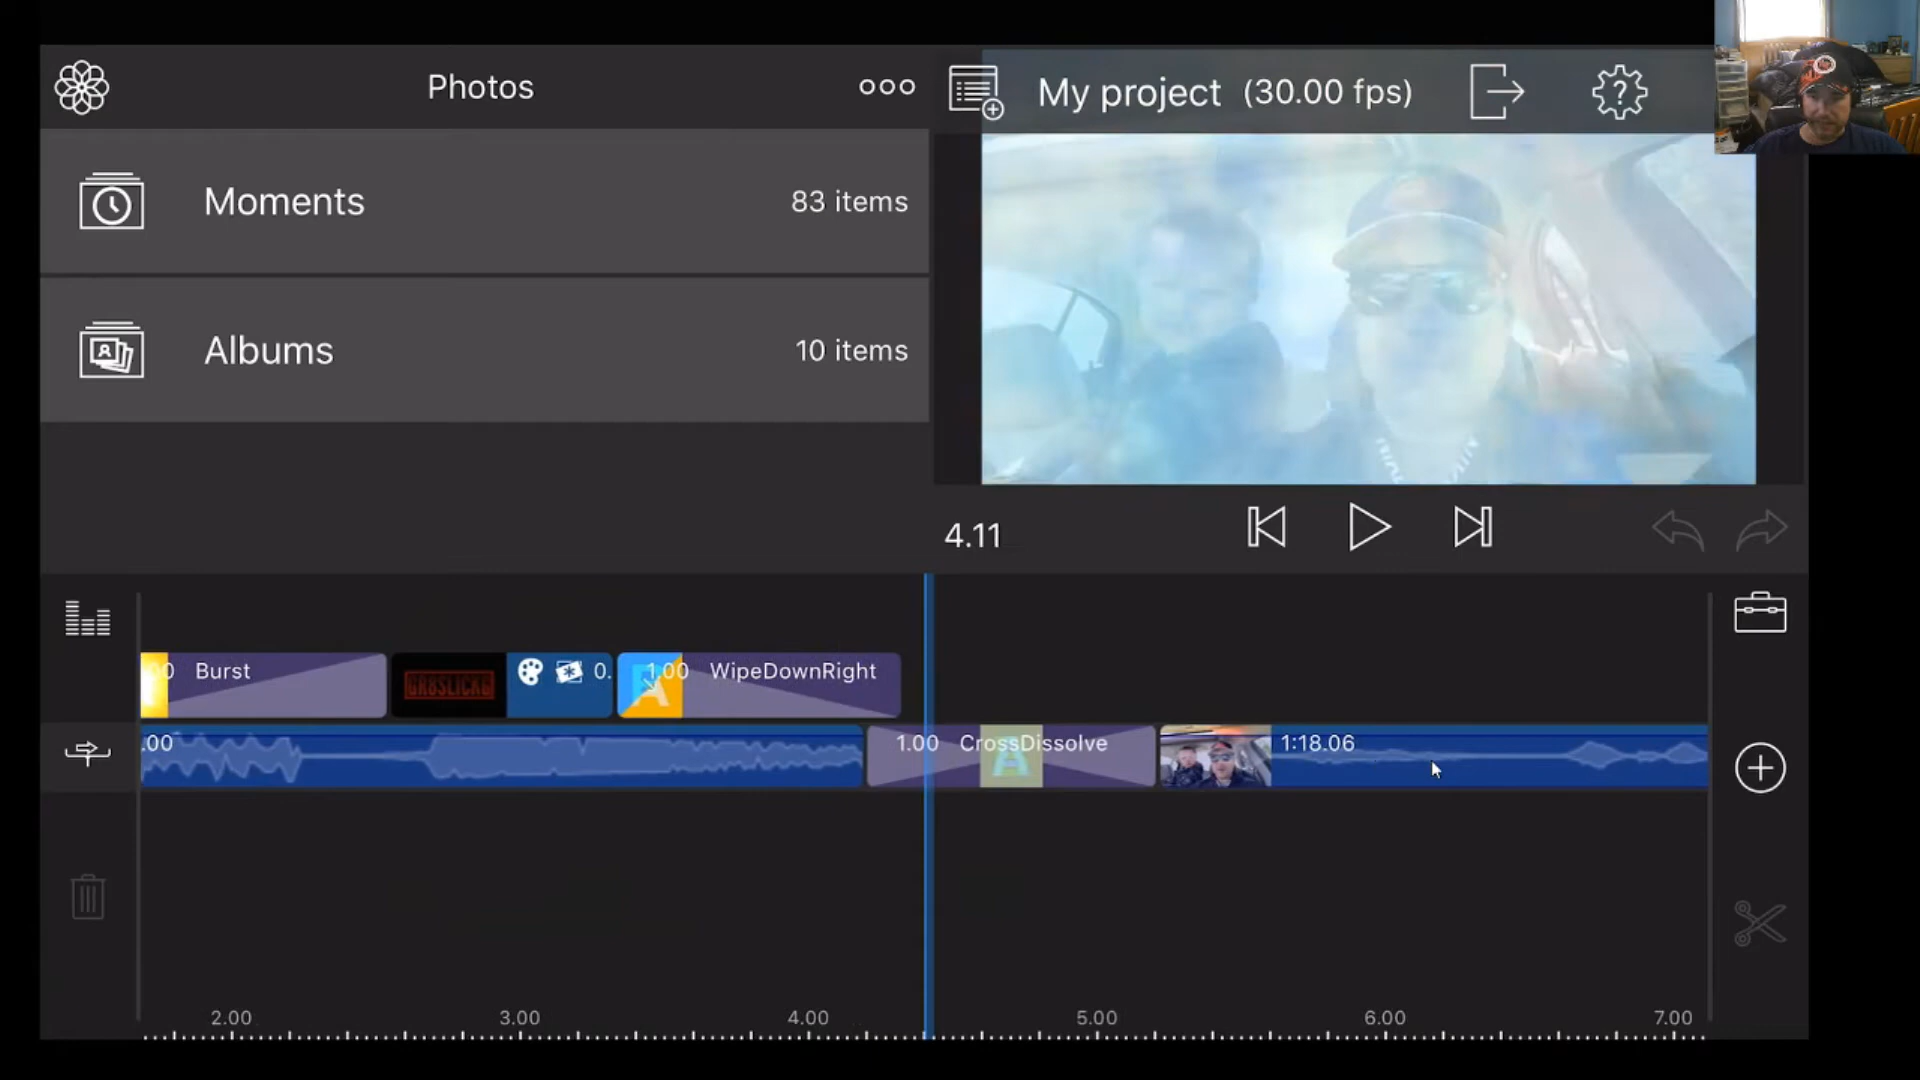 Photos
My project (30.00 fps)
Moments 83 items
Albums 10 items
4.11
Burst
GR8SLICKG
0.
1.00 WipeDownRight
.00
1.00 CrossDissolve
1:18.06
2.00 3.00 4.00 5.00 6.00 7.00